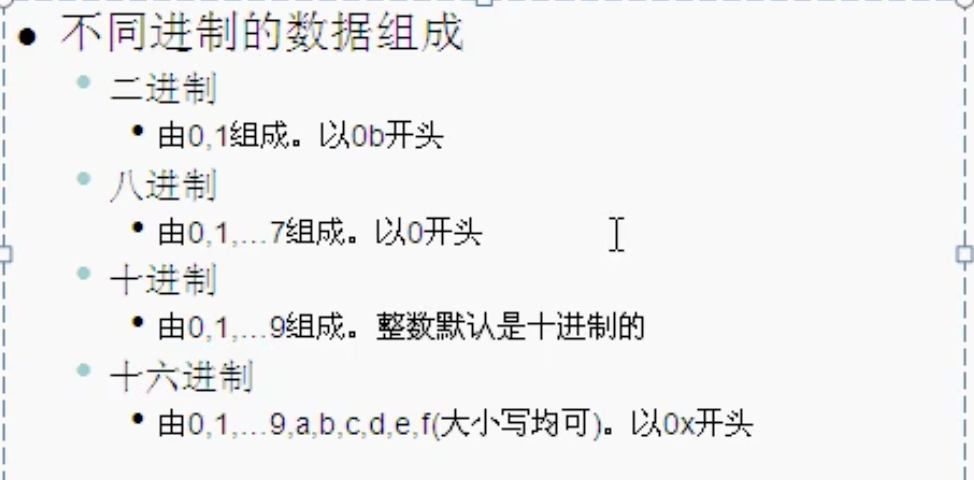 不同进制的数据组成
二进制
由0,1组成。以0b开头
八进制
由0,1,…7组成。以0开头
十进制
由0,1,…9组成。整数默认是十进制的
十六进制
由0,1,…9,a,b,c,d,e,f(大小写均可)。以0x开头